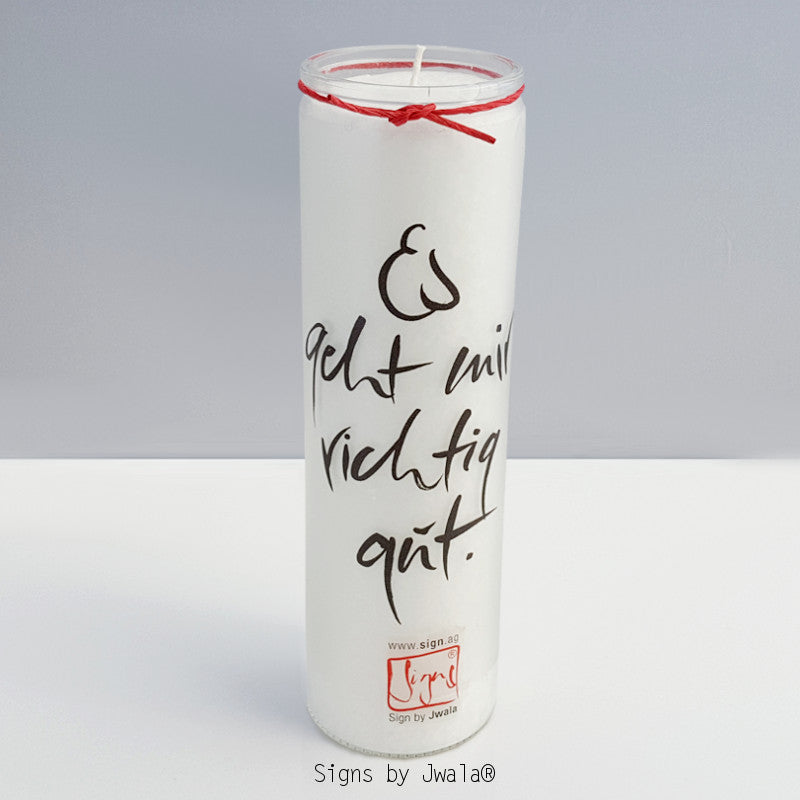 Es
geht mir
richtig
gut.
www.sign.ag
Signs®
Sign by Jwala
Signs by Jwala®